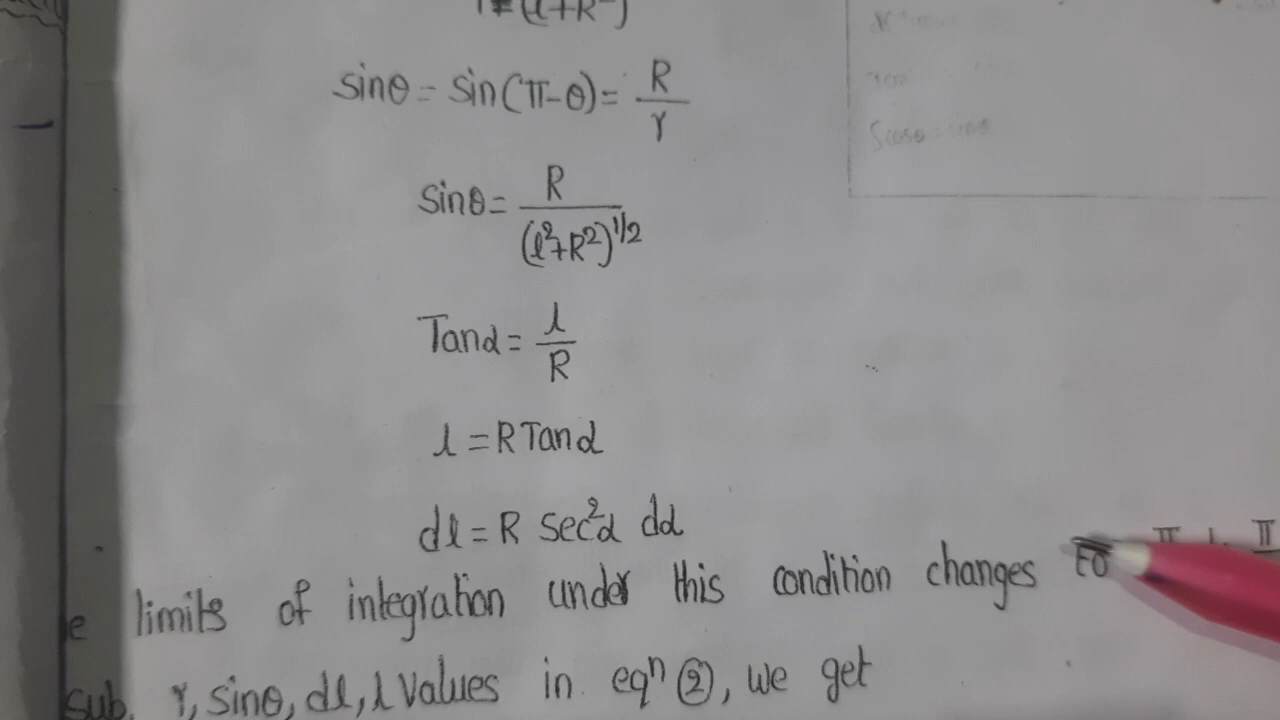 sinθ = sin(π-θ) = R/r
sinθ = R/(l²+R²)^1/2
Tanα = l/R
l = R Tanα
dl = R sec²α dα
e limits of integration under this condition changes to
sub. r, sinθ, dl, l values in eqⁿ ②, we get